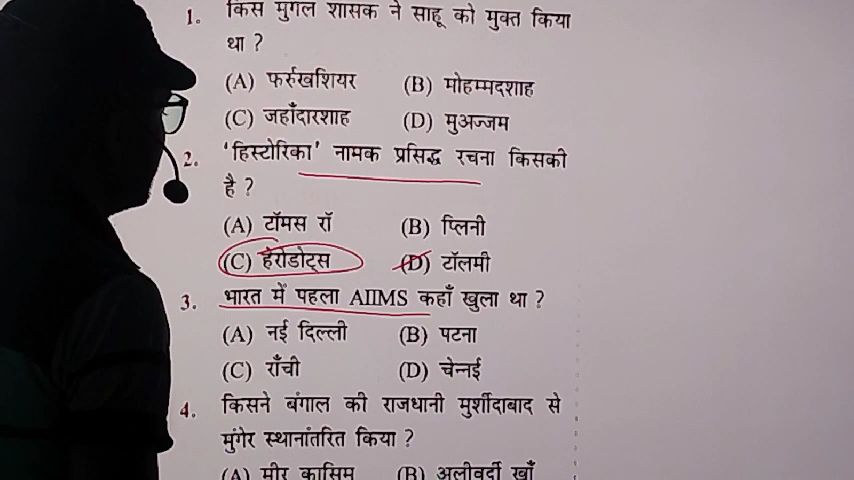 1. किस मुगल शासक ने साहू को मुक्त किया
था ?
(A) फर्रुखशियर (B) मोहम्मदशाह
(C) जहाँदारशाह (D) मुअज्जम
2. 'हिस्टोरिका' नामक प्रसिद्ध रचना किसकी
है ?
(A) टॉमस रॉ (B) प्लिनी
(C) हेरोडोट्स (D) टॉलमी
3. भारत में पहला AIIMS कहाँ खुला था ?
(A) नई दिल्ली (B) पटना
(C) राँची (D) चेन्नई
4. किसने बंगाल की राजधानी मुर्शीदाबाद से
मुंगेर स्थानांतरित किया ?
(A) मीर कासिम (B) अलीवर्दी खाँ